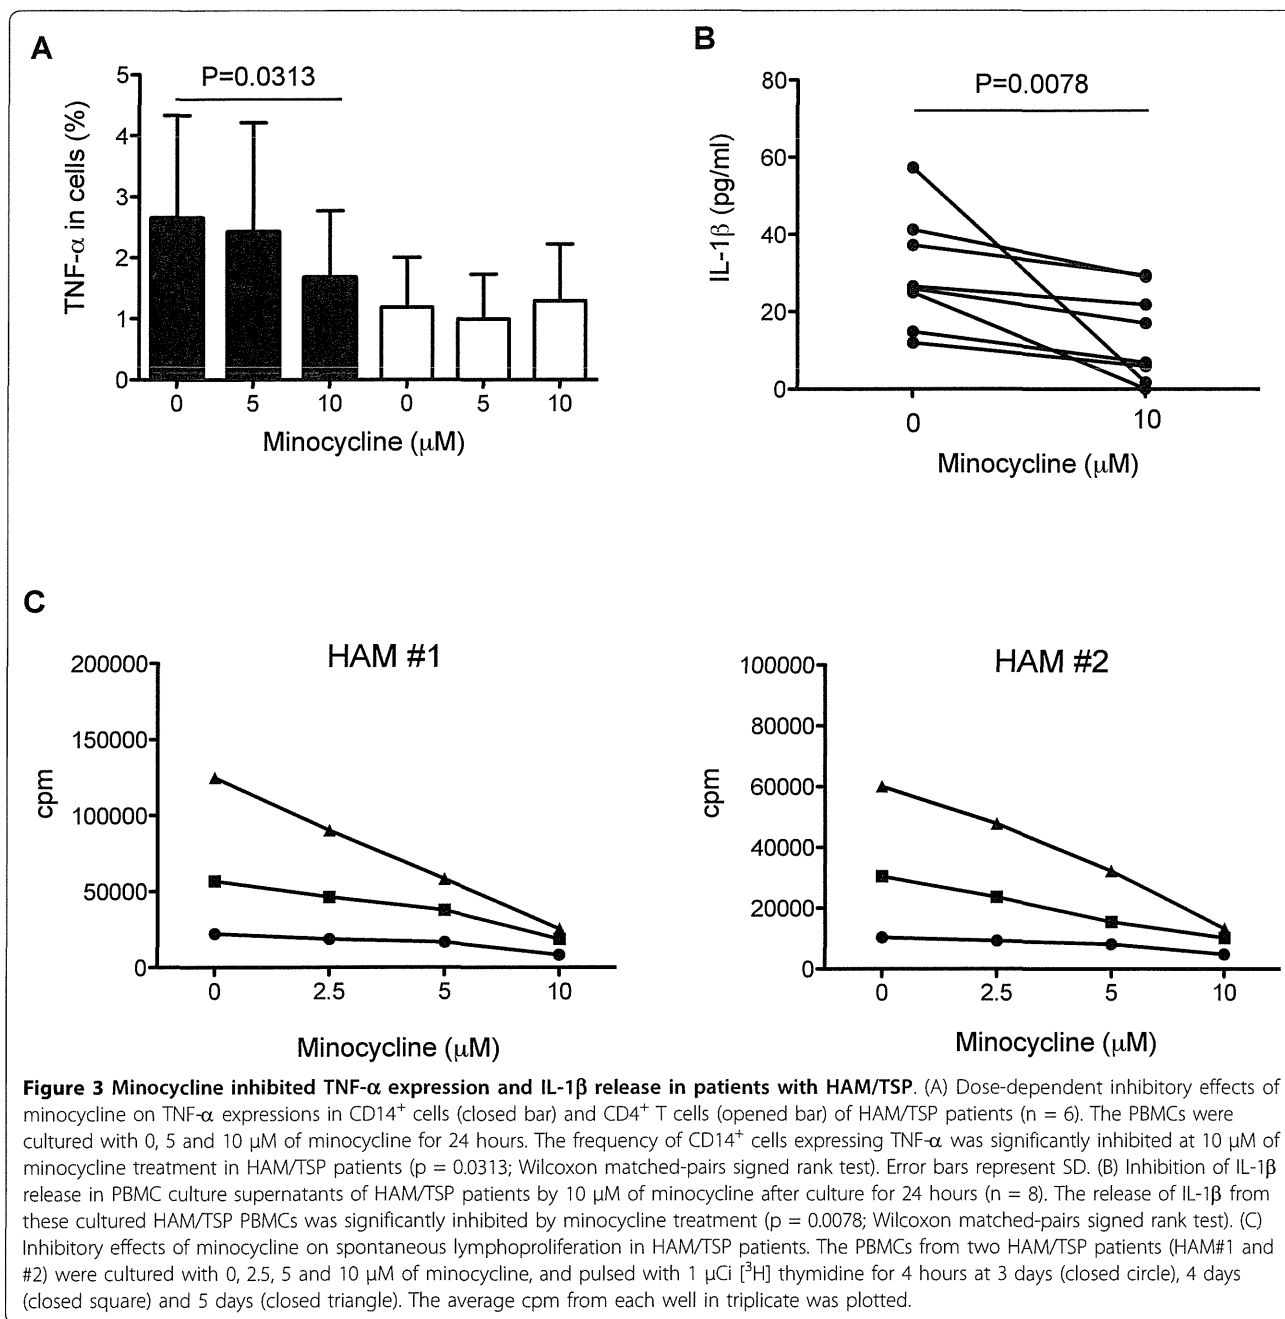 A
P=0.0313
5
4
3
2
1
0
TNF-α in cells (%)
0 5 10 0 5 10
Minocycline (μM)
B
P=0.0078
80
60
40
20
0
IL-1β (pg/ml)
0 10
Minocycline (μM)
C
HAM #1
200000
150000
100000
50000
0
cpm
0 2.5 5 10
Minocycline (μM)
HAM #2
100000
80000
60000
40000
20000
0
cpm
0 2.5 5 10
Minocycline (μM)
Figure 3 Minocycline inhibited TNF-α expression and IL-1β release in patients with HAM/TSP. (A) Dose-dependent inhibitory effects of
minocycline on TNF-α expressions in CD14⁺ cells (closed bar) and CD4⁺ T cells (opened bar) of HAM/TSP patients (n = 6). The PBMCs were
cultured with 0, 5 and 10 μM of minocycline for 24 hours. The frequency of CD14⁺ cells expressing TNF-α was significantly inhibited at 10 μM of
minocycline treatment in HAM/TSP patients (p = 0.0313; Wilcoxon matched-pairs signed rank test). Error bars represent SD. (B) Inhibition of IL-1β
release in PBMC culture supernatants of HAM/TSP patients by 10 μM of minocycline after culture for 24 hours (n = 8). The release of IL-1β from
these cultured HAM/TSP PBMCs was significantly inhibited by minocycline treatment (p = 0.0078; Wilcoxon matched-pairs signed rank test). (C)
Inhibitory effects of minocycline on spontaneous lymphoproliferation in HAM/TSP patients. The PBMCs from two HAM/TSP patients (HAM#1 and
#2) were cultured with 0, 2.5, 5 and 10 μM of minocycline, and pulsed with 1 μCi [³H] thymidine for 4 hours at 3 days (closed circle), 4 days
(closed square) and 5 days (closed triangle). The average cpm from each well in triplicate was plotted.